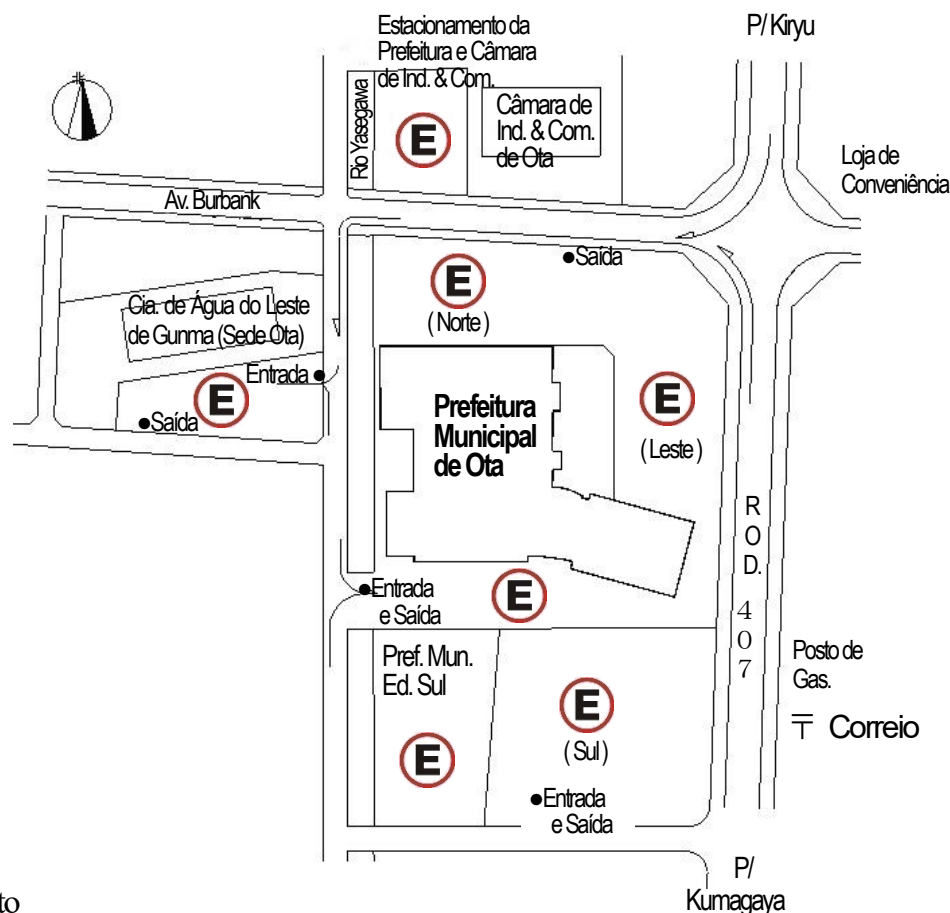 Estacionamento da
Prefeitura e Câmara
de Ind. & Com.
P/ Kiryu
Rio Yasegawa
E
Câmara de
Ind. & Com.
de Ota
Loja de
Conveniência
Av. Burbank
●Saída
E
( Norte )
Cia. de Água do Leste
de Gunma (Sede Ota)
Entrada ●
E
●Saída
Prefeitura
Municipal
de Ota
E
( Leste )
R
O
D.
4
0
7
●Entrada
e Saída
E
Pref. Mun.
Ed. Sul
E
E
( Sul )
Posto de
Gas.
〒 Correio
●Entrada
e Saída
P/
Kumagaya
to